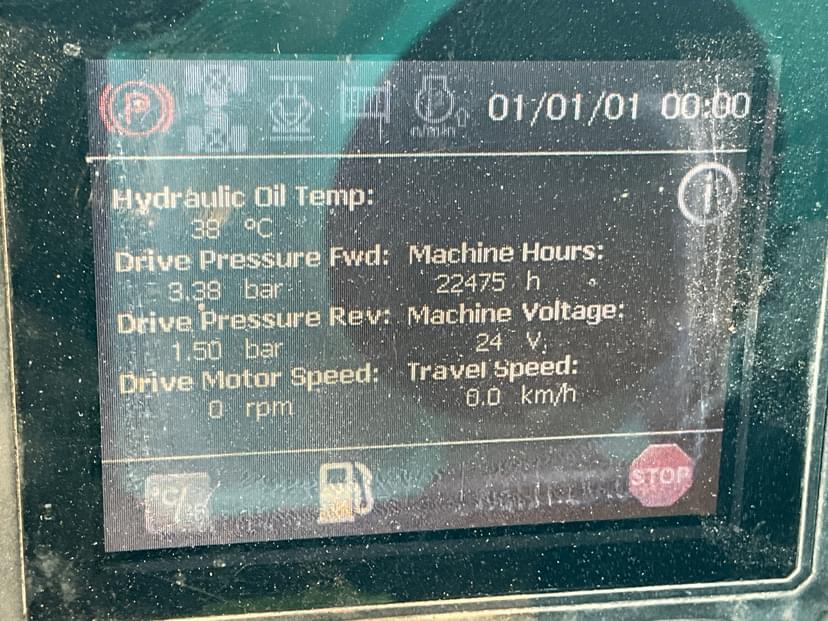 P 01/01/01 00:00
n/min
i
Hydraulic Oil Temp:
38 °C
Drive Pressure Fwd: Machine Hours:
3.38 bar 22475 h
Drive Pressure Rev: Machine Voltage:
1.50 bar 24 V
Drive Motor Speed: Travel Speed:
0 rpm 0.0 km/h
STOP